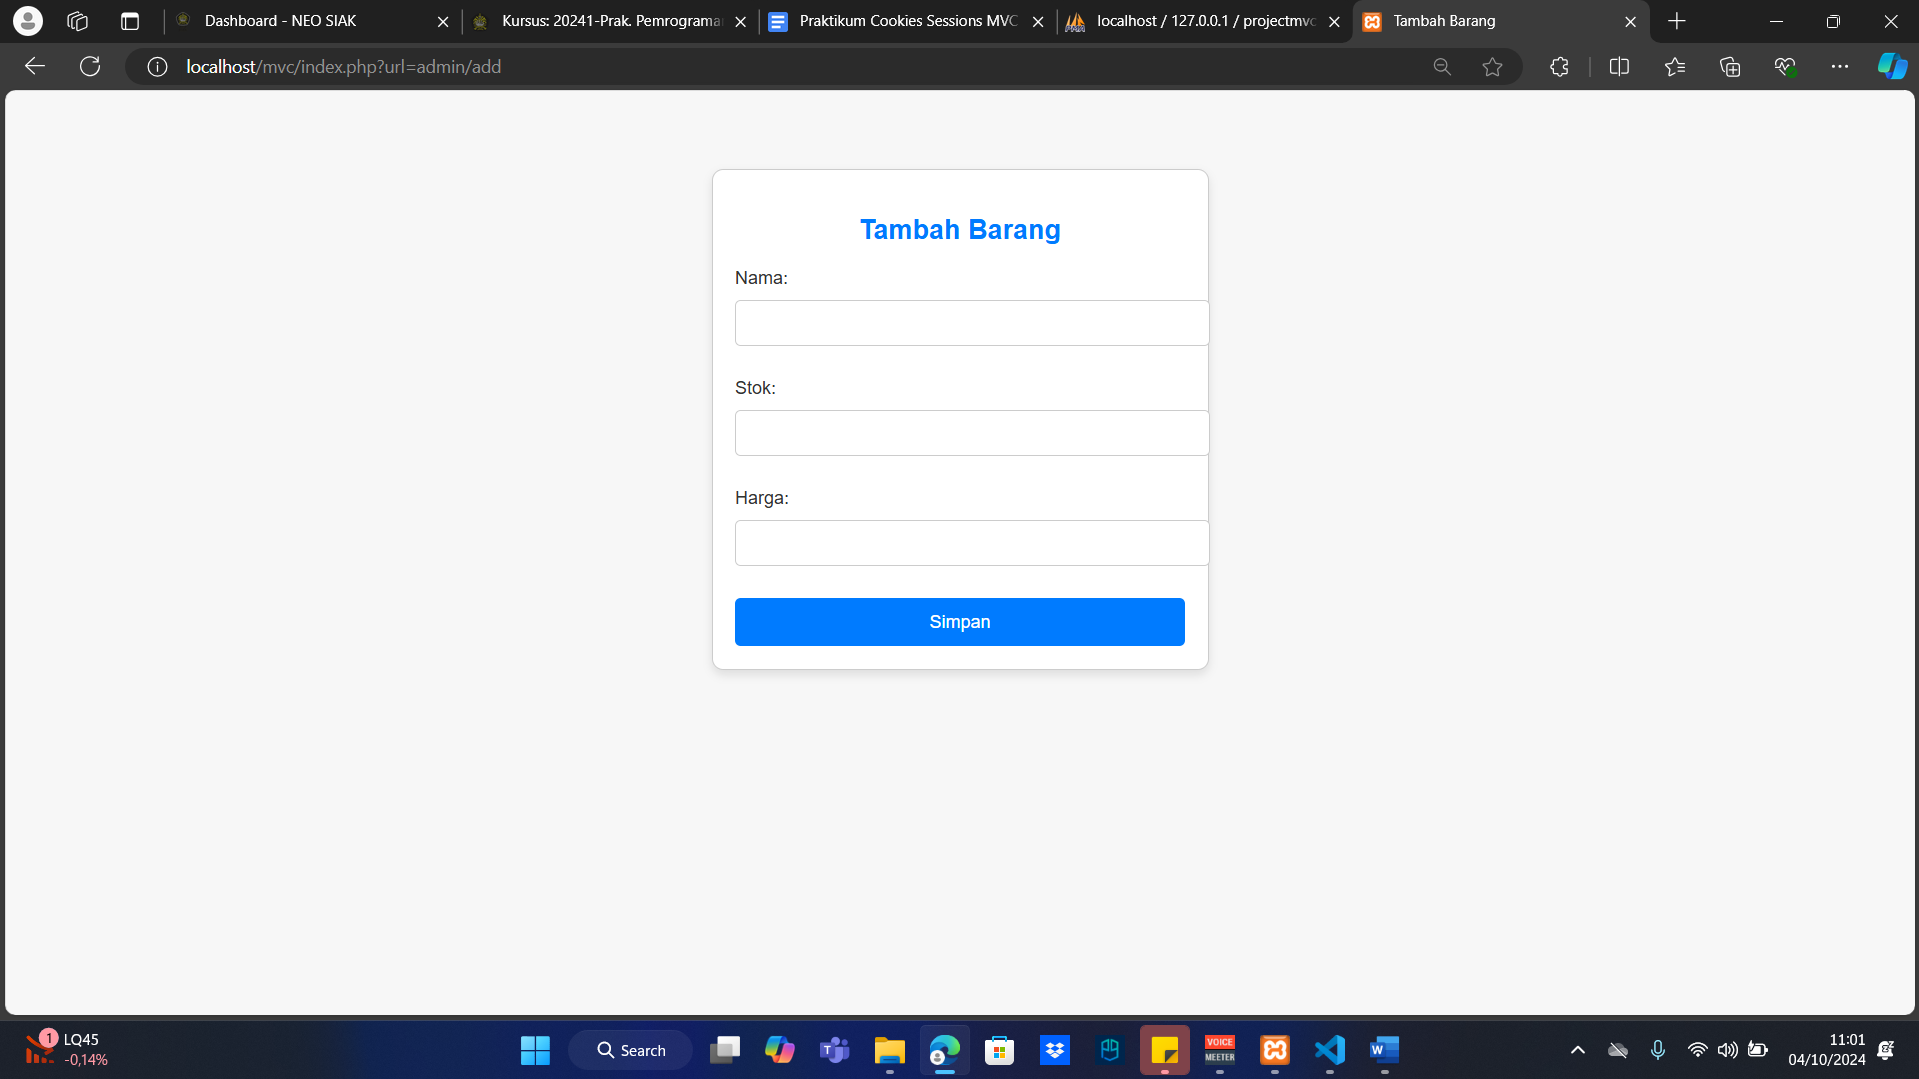 Dashboard - NEO SIAK
Kursus: 20241-Prak. Pemrograma
Praktikum Cookies Sessions MVC
localhost / 127.0.0.1 / projectmvc
Tambah Barang
localhost/mvc/index.php?url=admin/add
Tambah Barang
Nama:
Stok:
Harga:
Simpan
1
LQ45
-0,14%
Search
VOICE
MEETER
11:01
04/10/2024